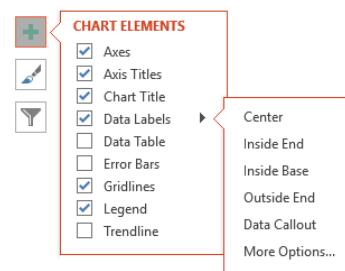 CHART ELEMENTS
Axes
Axis Titles
Chart Title
Data Labels
Data Table
Error Bars
Gridlines
Legend
Trendline
Center
Inside End
Inside Base
Outside End
Data Callout
More Options...